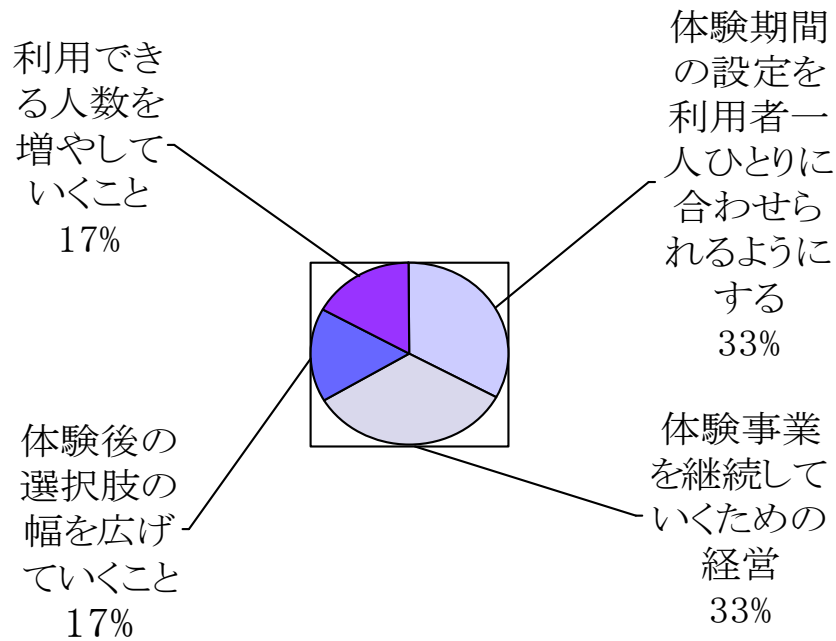 利用でき
る人数を
増やして
いくこと
17%
体験期間
の設定を
利用者一
人ひとりに
合わせら
れるように
する
33%
体験後の
選択肢の
幅を広げ
ていくこと
17%
体験事業
を継続して
いくための
経営
33%